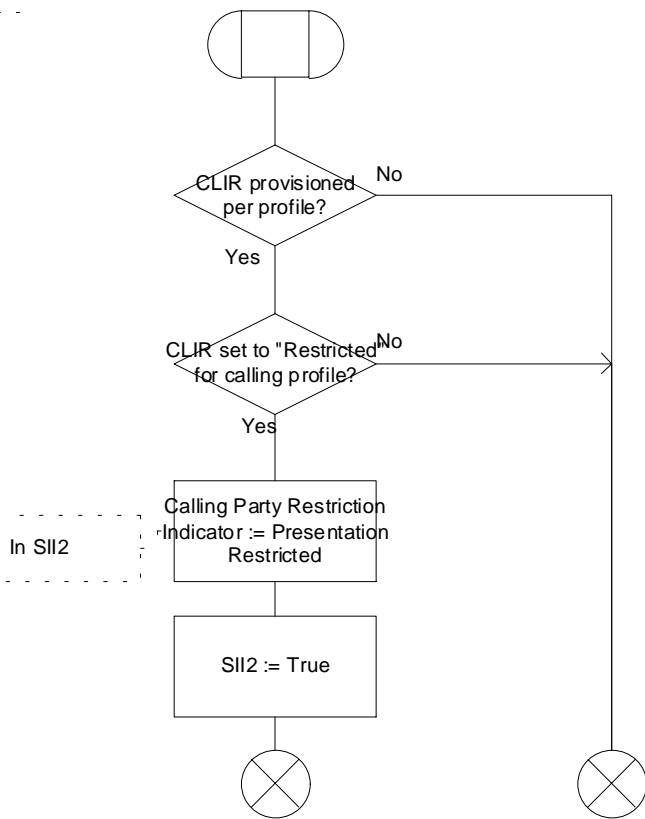 CLIR provisioned
per profile?
No
Yes
CLIR set to "Restricted"
for calling profile?
No
Yes
Calling Party Restriction
Indicator := Presentation
Restricted
In SII2
SII2 := True